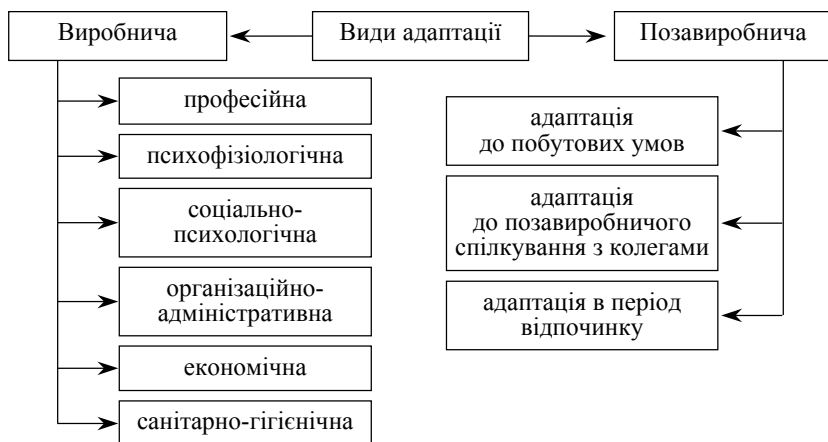 Виробнича
Види адаптації
Позавиробнича
професійна
психофізіологічна
соціально-
психологічна
організаційно-
адміністративна
економічна
санітарно-гігієнічна
адаптація
до побутових умов
адаптація
до позавиробничого
спілкування з колегами
адаптація в період
відпочинку